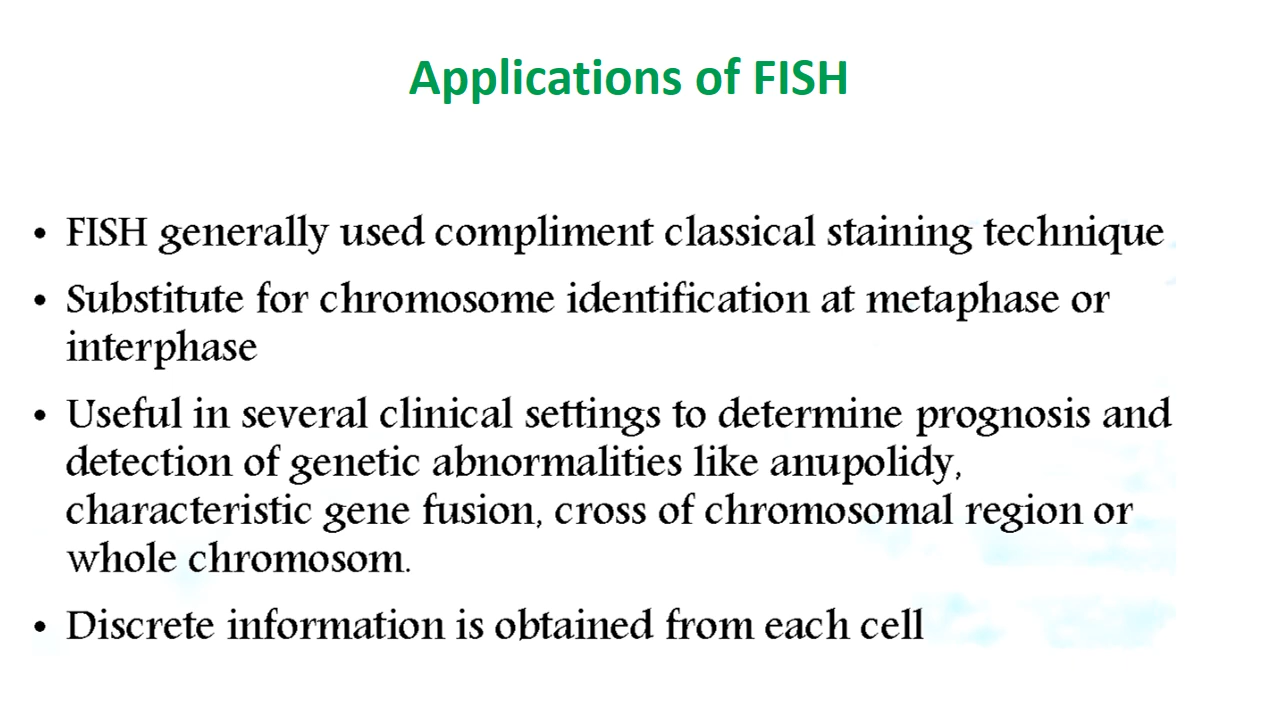 Applications of FISH
• FISH generally used compliment classical staining technique
• Substitute for chromosome identification at metaphase or
interphase
• Useful in several clinical settings to determine prognosis and
detection of genetic abnormalities like anupolidy,
characteristic gene fusion, cross of chromosomal region or
whole chromosom.
• Discrete information is obtained from each cell